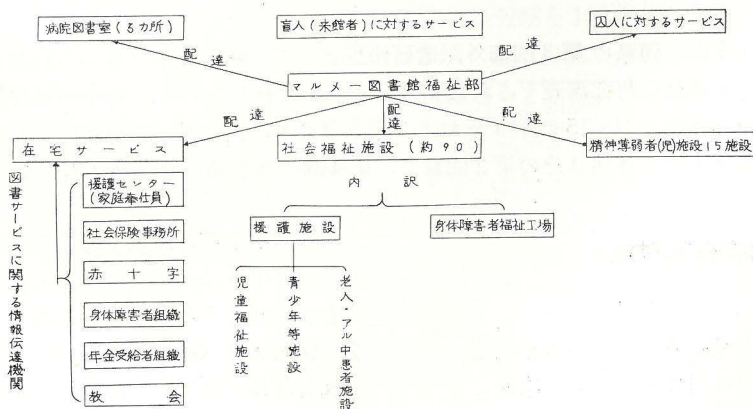 病院図書室(5カ所)
盲人(未館者)に対するサービス
囚人に対するサービス
配達
配達
マルメー図書館福祉部
配達
配達
配達
在宅サービス
社会福祉施設(約90)
精神薄弱者(児)施設15施設
図書サービスに関する情報伝達機関
援護センター
(家庭奉仕員)
社会保険事務所
赤十字
身体障害者組織
年金受給者組織
教会
内訳
援護施設
身体障害者福祉工場
児童福祉施設
青少年等施設
老人・アル中患者施設